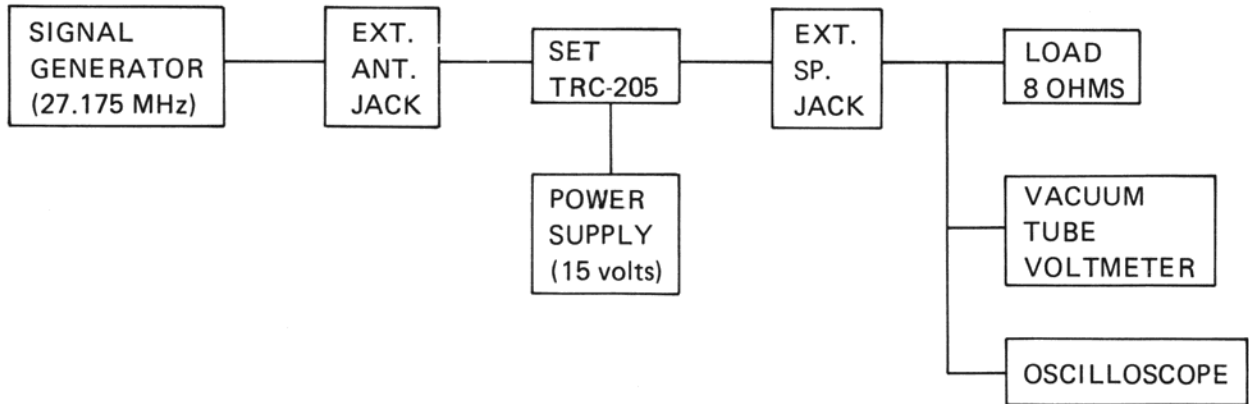 SIGNAL
GENERATOR
(27.175 MHz)
EXT.
ANT.
JACK
SET
TRC-205
EXT.
SP.
JACK
LOAD
8 OHMS
POWER
SUPPLY
(15 volts)
VACUUM
TUBE
VOLTMETER
OSCILLOSCOPE